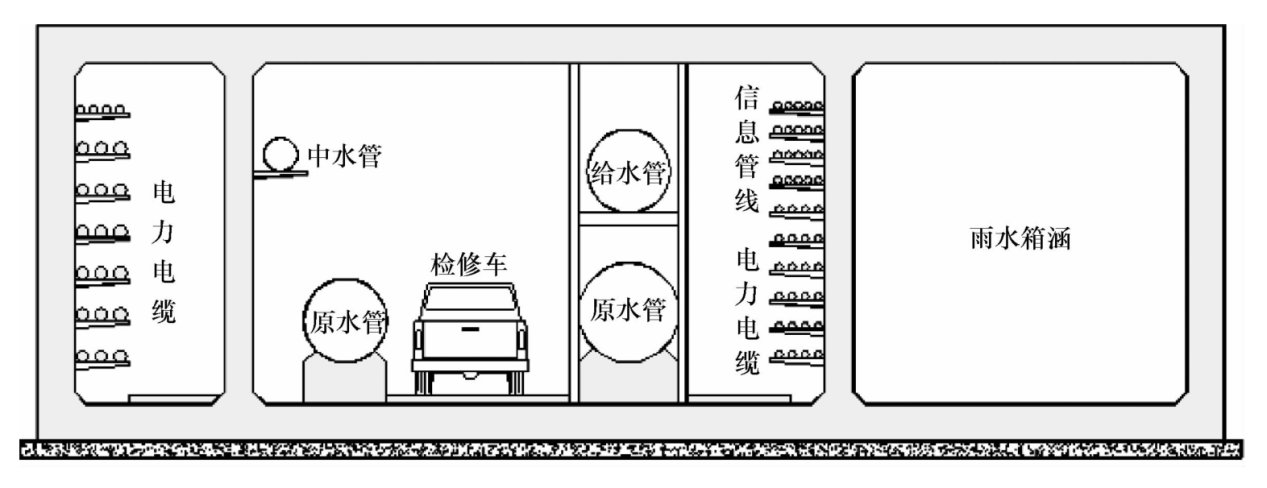 电力电缆
中水管
原水管
检修车
给水管
原水管
信息管线
电力电缆
雨水箱涵